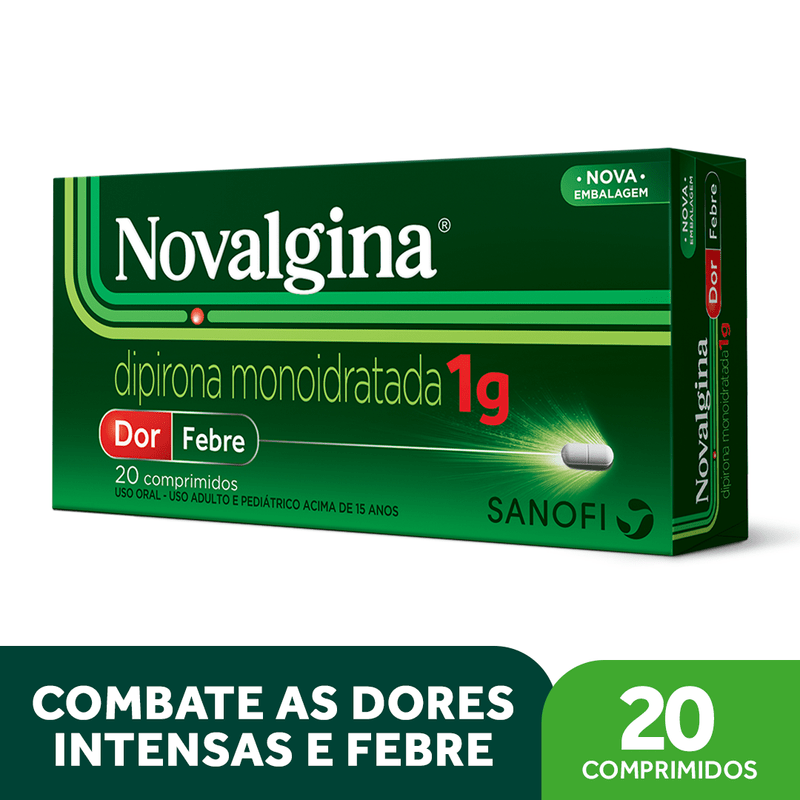 • NOVA •
EMBALAGEM
Novalgina®
dipirona monoidratada 1g
Dor Febre
20 comprimidos
USO ORAL - USO ADULTO E PEDIÁTRICO ACIMA DE 15 ANOS
SANOFI
• NOVA •
EMBALAGEM
Novalgina
dipirona monoidratada 1g
Dor Febre
COMBATE AS DORES
INTENSAS E FEBRE
20
COMPRIMIDOS